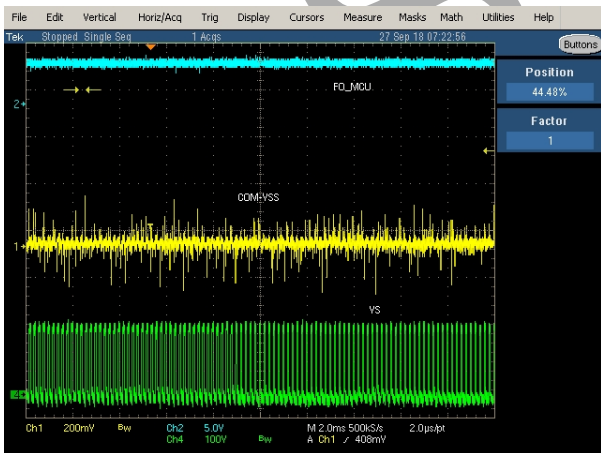 File Edit Vertical Horiz/Acq Trig Display Cursors Measure Masks Math Utilities Help
Tek Stopped Single Seq 1 Acqs 27 Sep 18 07:22:56 Buttons
Position
44.48%
Factor
1
FO_MCU
2
COM-VSS
T
1
VS
4
Ch1 200mV Bw Ch2 5.0V M 2.0ms 500kS/s 2.0µs/pt
Ch4 100V Bw A Ch1 ∕ 408mV